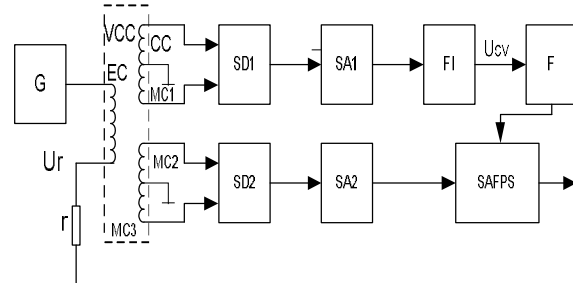 VCC CC
EC
G
MC1
SD1
SA1
FI
Ucv
F
Ur
MC2
r
MC3
SD2
SA2
SAFPS